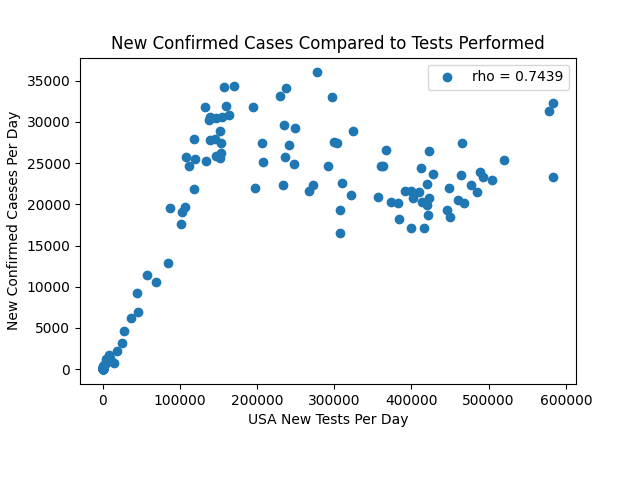 New Confirmed Cases Compared to Tests Performed
rho = 0.7439
New Confirmed Caeses Per Day
35000
30000
25000
20000
15000
10000
5000
0
0 100000 200000 300000 400000 500000 600000
USA New Tests Per Day